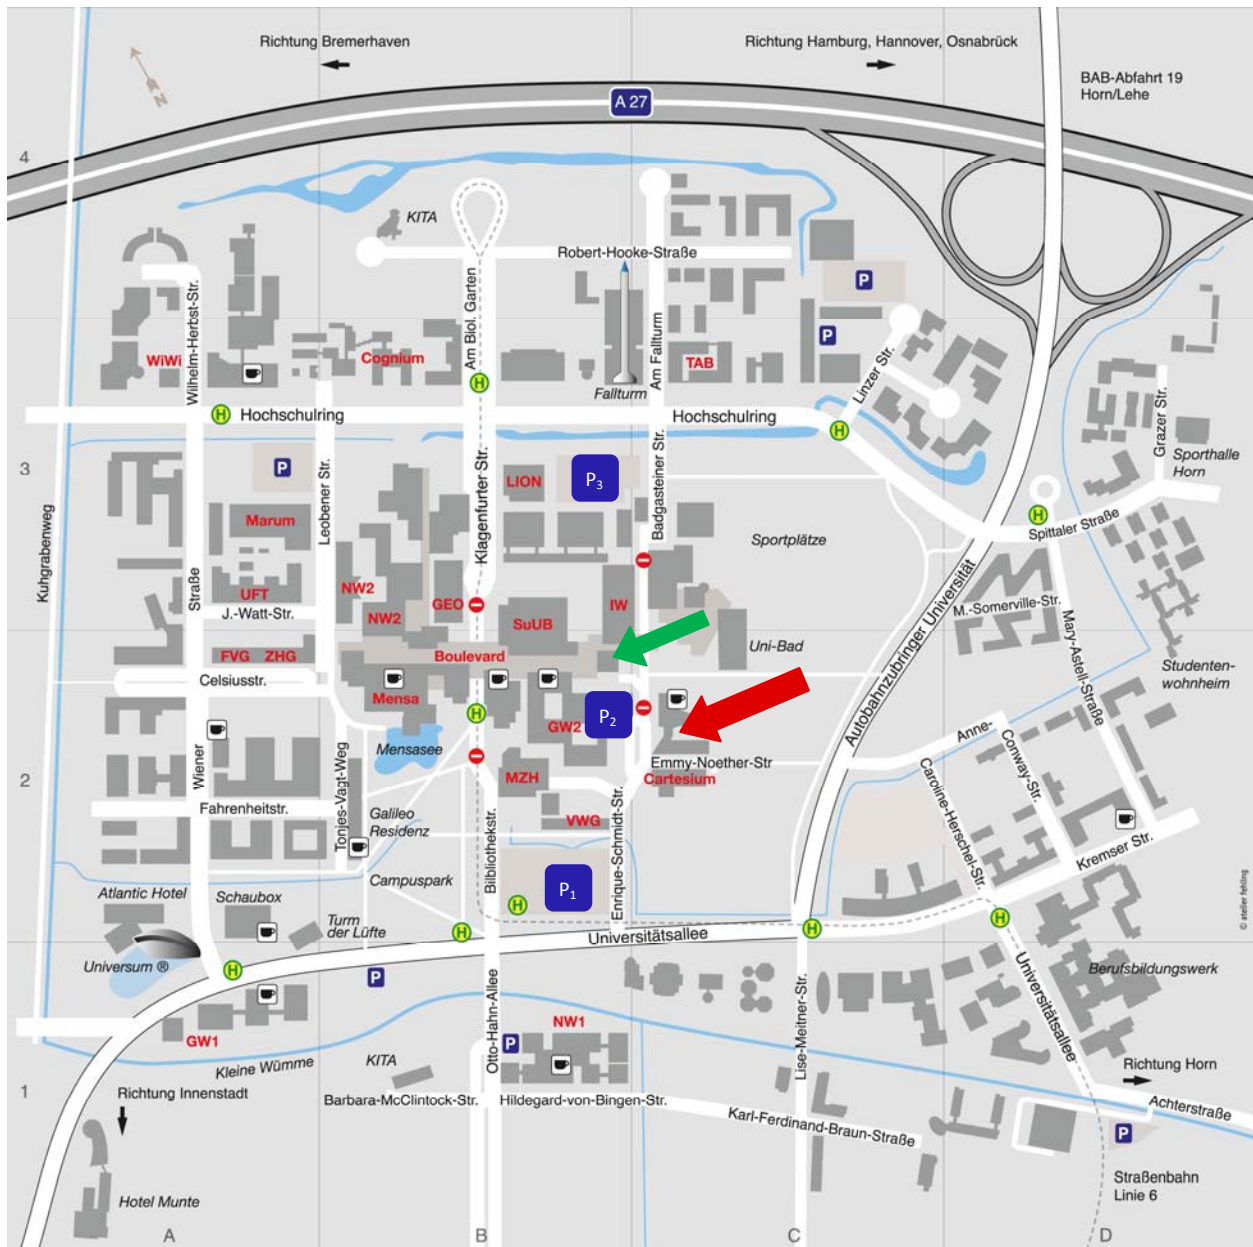 Richtung Bremerhaven
Richtung Hamburg, Hannover, Osnabrück
BAB-Abfahrt 19
Horn/Lehe
N
A 27
4
KITA
Robert-Hooke-Straße
P
Wilhelm-Herbst-Str.
Am Biol. Garten
Am Fallturm
P
WiWi
Cognium
TAB
Linzer Str.
Fallturm
H
Grazer Str.
H
Hochschulring
Hochschulring
H
3
P
Leobener Str.
Klagenfurter Str.
LION
P3
Badgasteiner Str.
Sporthalle
Horn
Kuhgrabenweg
Marum
H
Spittaler Straße
Sportplätze
UFT
NW2
GEO
IW
Straße
J.-Watt-Str.
NW2
SuUB
M.-Somerville-Str.
Autobahnzubringer Universität
Mary-Astell-Straße
FVG
ZHG
Boulevard
Uni-Bad
Studenten-
wohnheim
Celsiusstr.
Mensa
H
GW2
P2
Wiener
Mensasee
Anne-
Conway-Str.
Emmy-Noether-Str
MZH
Cartesium
2
Tonjes-Vagt-Weg
Fahrenheitstr.
Galileo
Residenz
VWG
Bibliothekstr.
Enrique-Schmidt-Str.
Caroline-Herschel-Str.
Kremser Str.
Campuspark
P1
Atlantic Hotel
Schaubox
H
Turm
der Lüfte
H
Universitätsallee
H
H
© atelier fehling
Universum ®
H
P
Berufsbildungswerk
Universitätsallee
Otto-Hahn-Allee
Lise-Meitner-Str.
GW1
NW1
P
Kleine Wümme
KITA
Richtung Horn
1
Richtung Innenstadt
Barbara-McClintock-Str.
Hildegard-von-Bingen-Str.
Achterstraße
Karl-Ferdinand-Braun-Straße
P
Straßenbahn
Linie 6
Hotel Munte
A
B
C
D